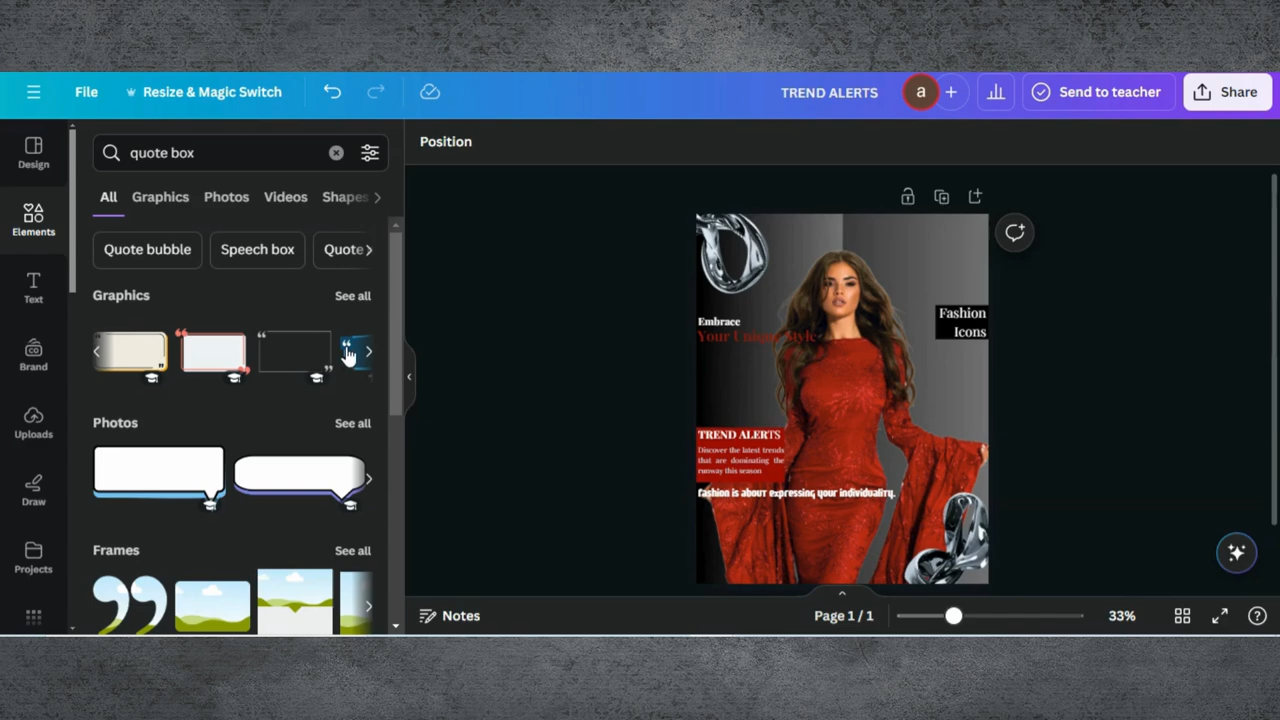 File
Resize & Magic Switch
TREND ALERTS
a
Send to teacher
Share
Design
Elements
Text
Brand
Uploads
Draw
Projects
quote box
All
Graphics
Photos
Videos
Shapes
Quote bubble
Speech box
Quote
Graphics
See all
Photos
See all
Frames
See all
Position
Embrace
Your Unique Style
Fashion
Icons
TREND ALERTS
Discover the latest trends
that are dominating the
runway this season
fashion is about expressing your individuality.
Notes
Page 1 / 1
33%